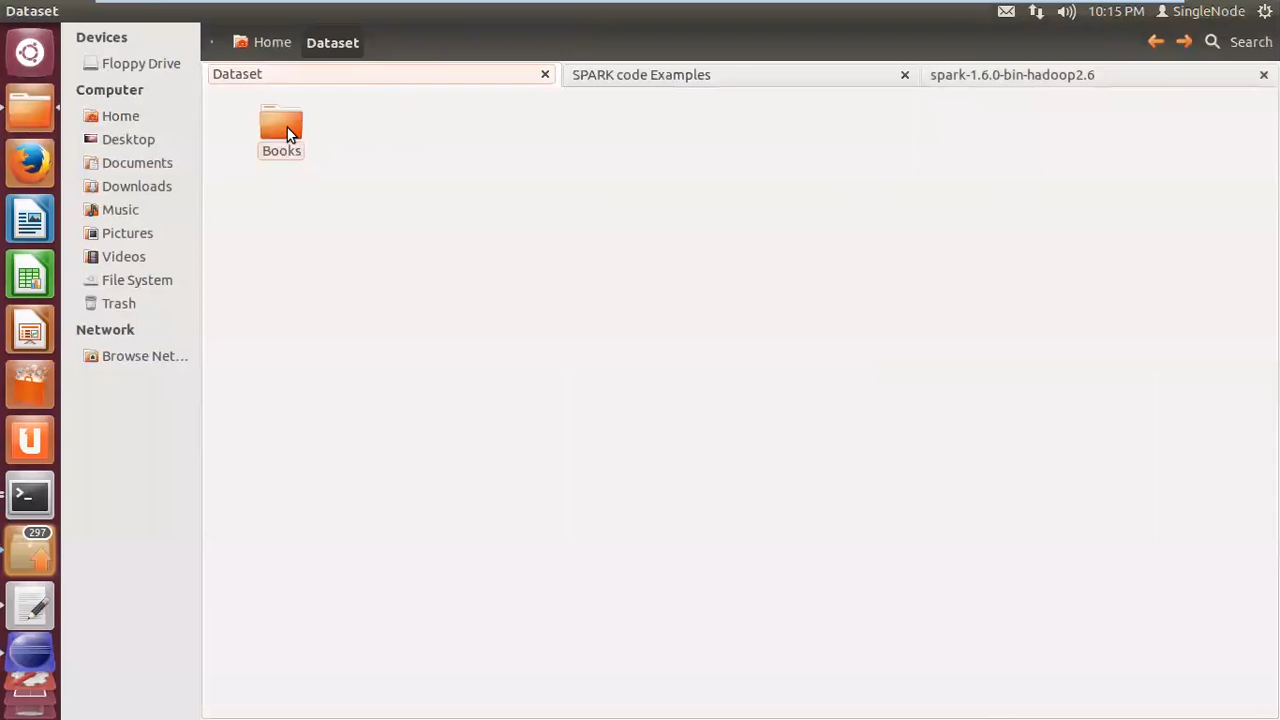 Dataset
10:15 PM
SingleNode
Devices
Floppy Drive
Computer
Home
Desktop
Documents
Downloads
Music
Pictures
Videos
File System
Trash
Network
Browse Net...
Home
Dataset
Search
Dataset
SPARK code Examples
spark-1.6.0-bin-hadoop2.6
Books
297